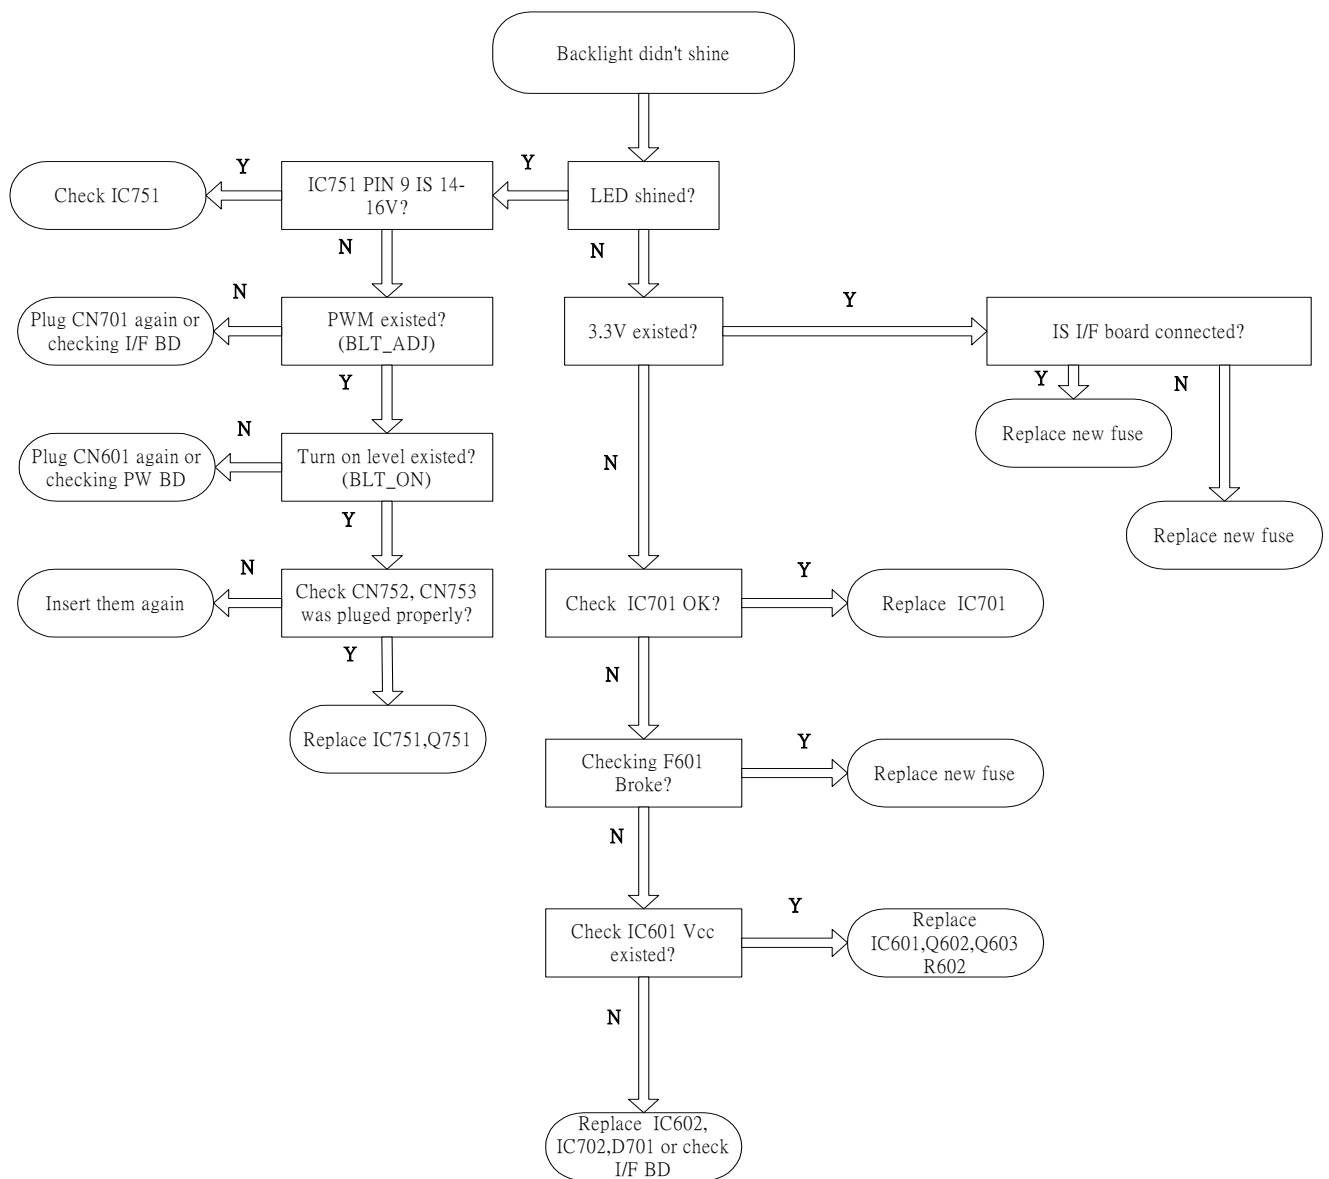 Backlight didn't shine
Y
Y
Check IC751
IC751 PIN 9 IS 14-
16V?
LED shined?
N
N
N
Y
Plug CN701 again or
checking I/F BD
PWM existed?
(BLT_ADJ)
3.3V existed?
IS I/F board connected?
Y
Y
N
Replace new fuse
N
Plug CN601 again or
checking PW BD
Turn on level existed?
(BLT_ON)
N
Y
Replace new fuse
N
Y
Insert them again
Check CN752, CN753
was pluged properly?
Check IC701 OK?
Replace IC701
Y
N
Replace IC751,Q751
Y
Checking F601
Broke?
Replace new fuse
N
Y
Check IC601 Vcc
existed?
Replace
IC601,Q602,Q603
R602
N
Replace IC602,
IC702,D701 or check
I/F BD